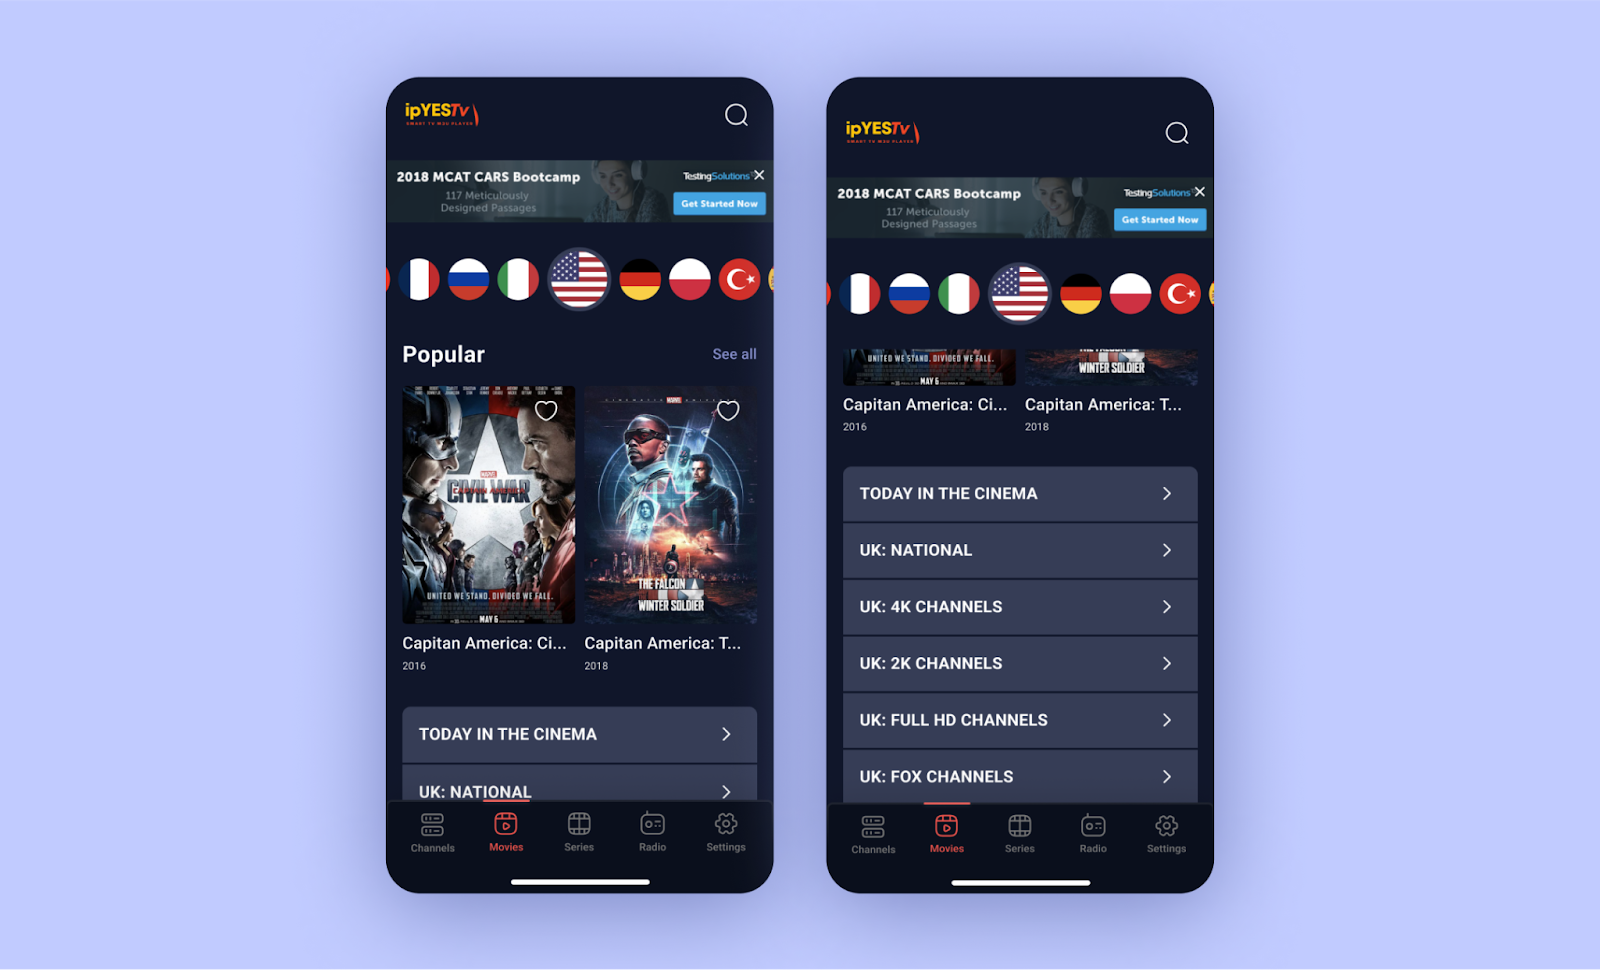 ipYESTv
SMART TV M3U PLAYER
2018 MCAT CARS Bootcamp
117 Meticulously
Designed Passages
TestingSolutions
Get Started Now
Popular
See all
MARVEL
CAPTAIN AMERICA
CIVIL WAR
UNITED WE STAND. DIVIDED WE FALL.
MAY 6
MARVEL
THE FALCON
WINTER SOLDIER
Capitan America: Ci...
2016
Capitan America: T...
2018
TODAY IN THE CINEMA
UK: NATIONAL
Channels
Movies
Series
Radio
Settings
ipYESTv
SMART TV M3U PLAYER
2018 MCAT CARS Bootcamp
117 Meticulously
Designed Passages
TestingSolutions
Get Started Now
UNITED WE STAND. DIVIDED WE FALL.
MAY 6
THE FALCON
WINTER SOLDIER
Capitan America: Ci...
2016
Capitan America: T...
2018
TODAY IN THE CINEMA
UK: NATIONAL
UK: 4K CHANNELS
UK: 2K CHANNELS
UK: FULL HD CHANNELS
UK: FOX CHANNELS
Channels
Movies
Series
Radio
Settings